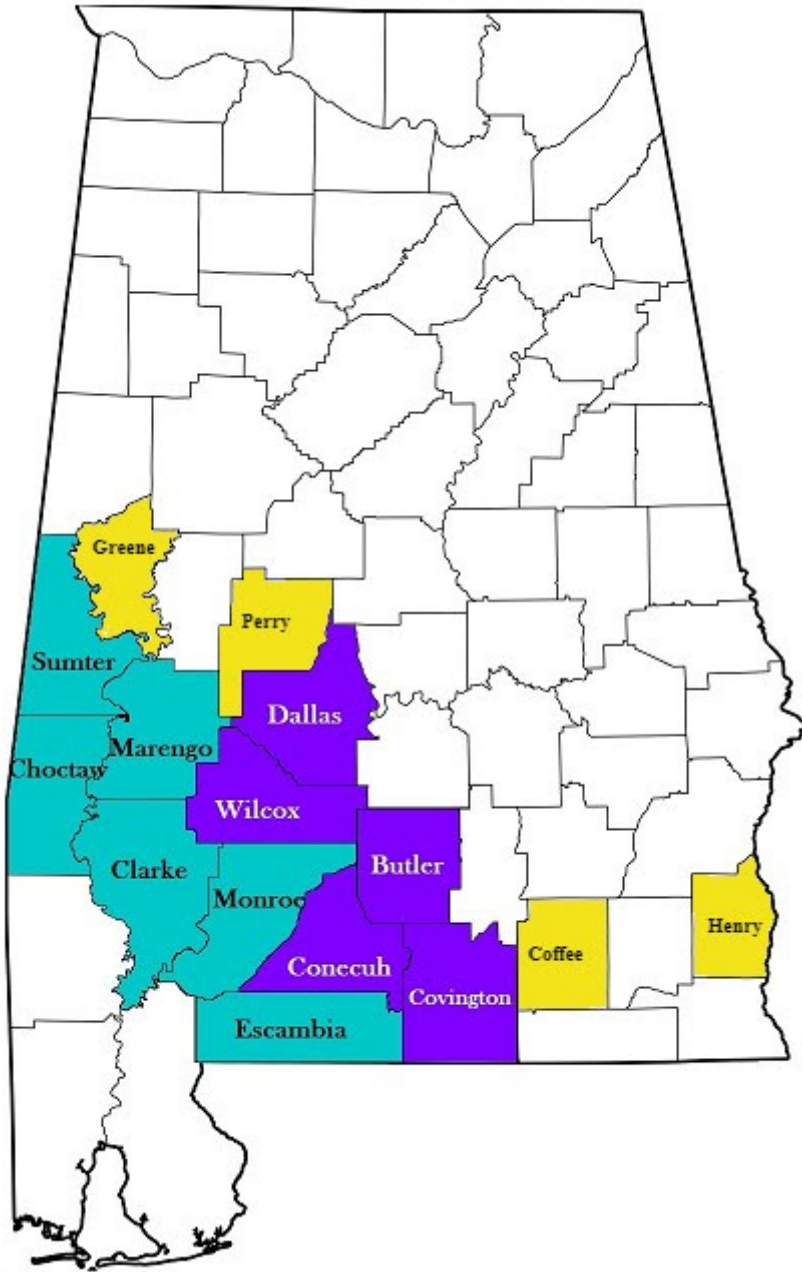 Greene
Perry
Sumter
Dallas
Marengo
Choctaw
Wilcox
Clarke
Butler
Monroe
Henry
Coffee
Conecuh
Covington
Escambia